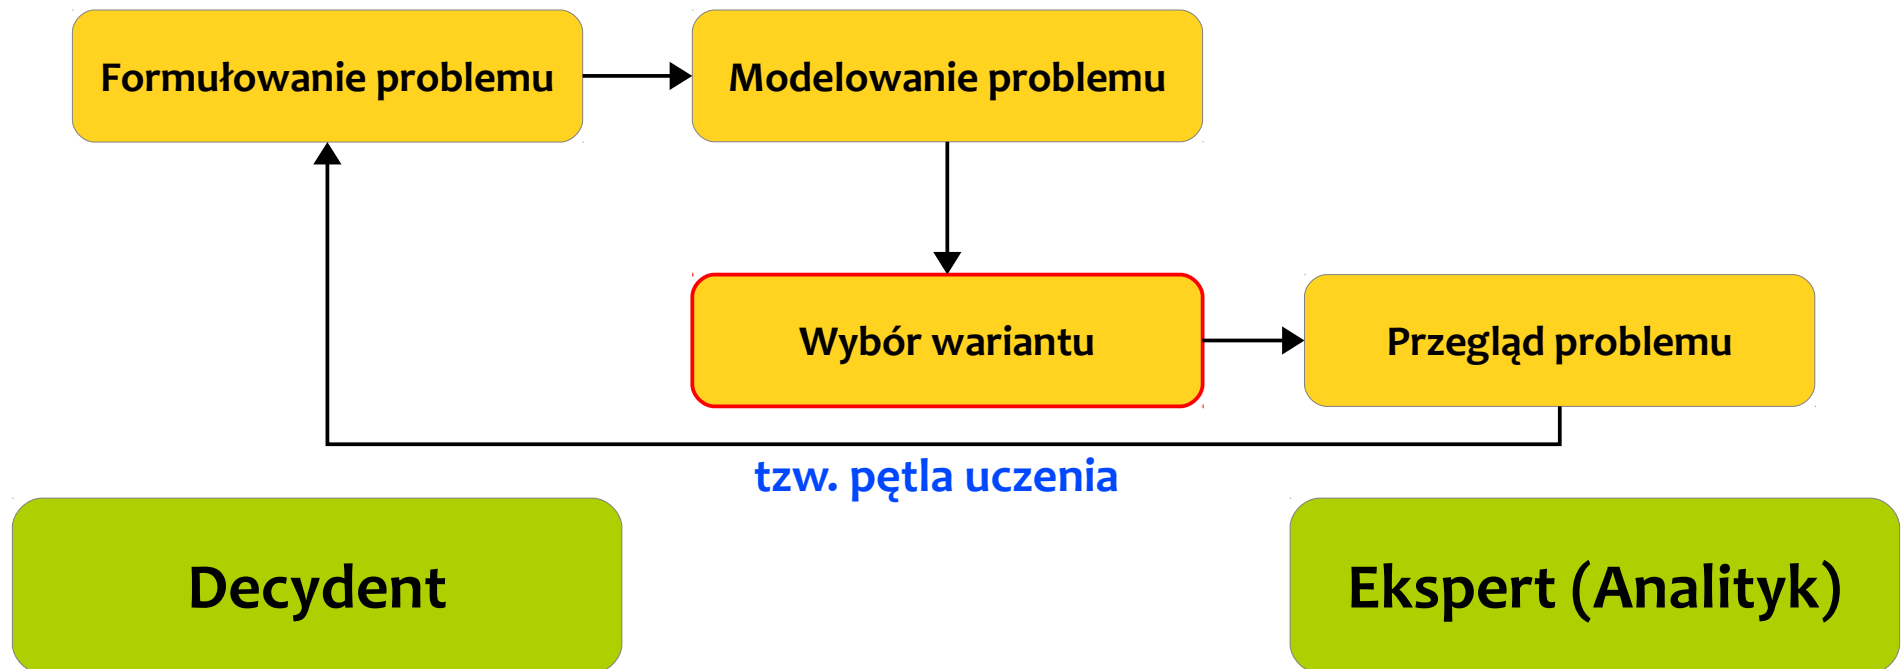 Formułowanie problemu
Modelowanie problemu
Wybór wariantu
Przegląd problemu
tzw. pętla uczenia
Decydent
Ekspert (Analityk)